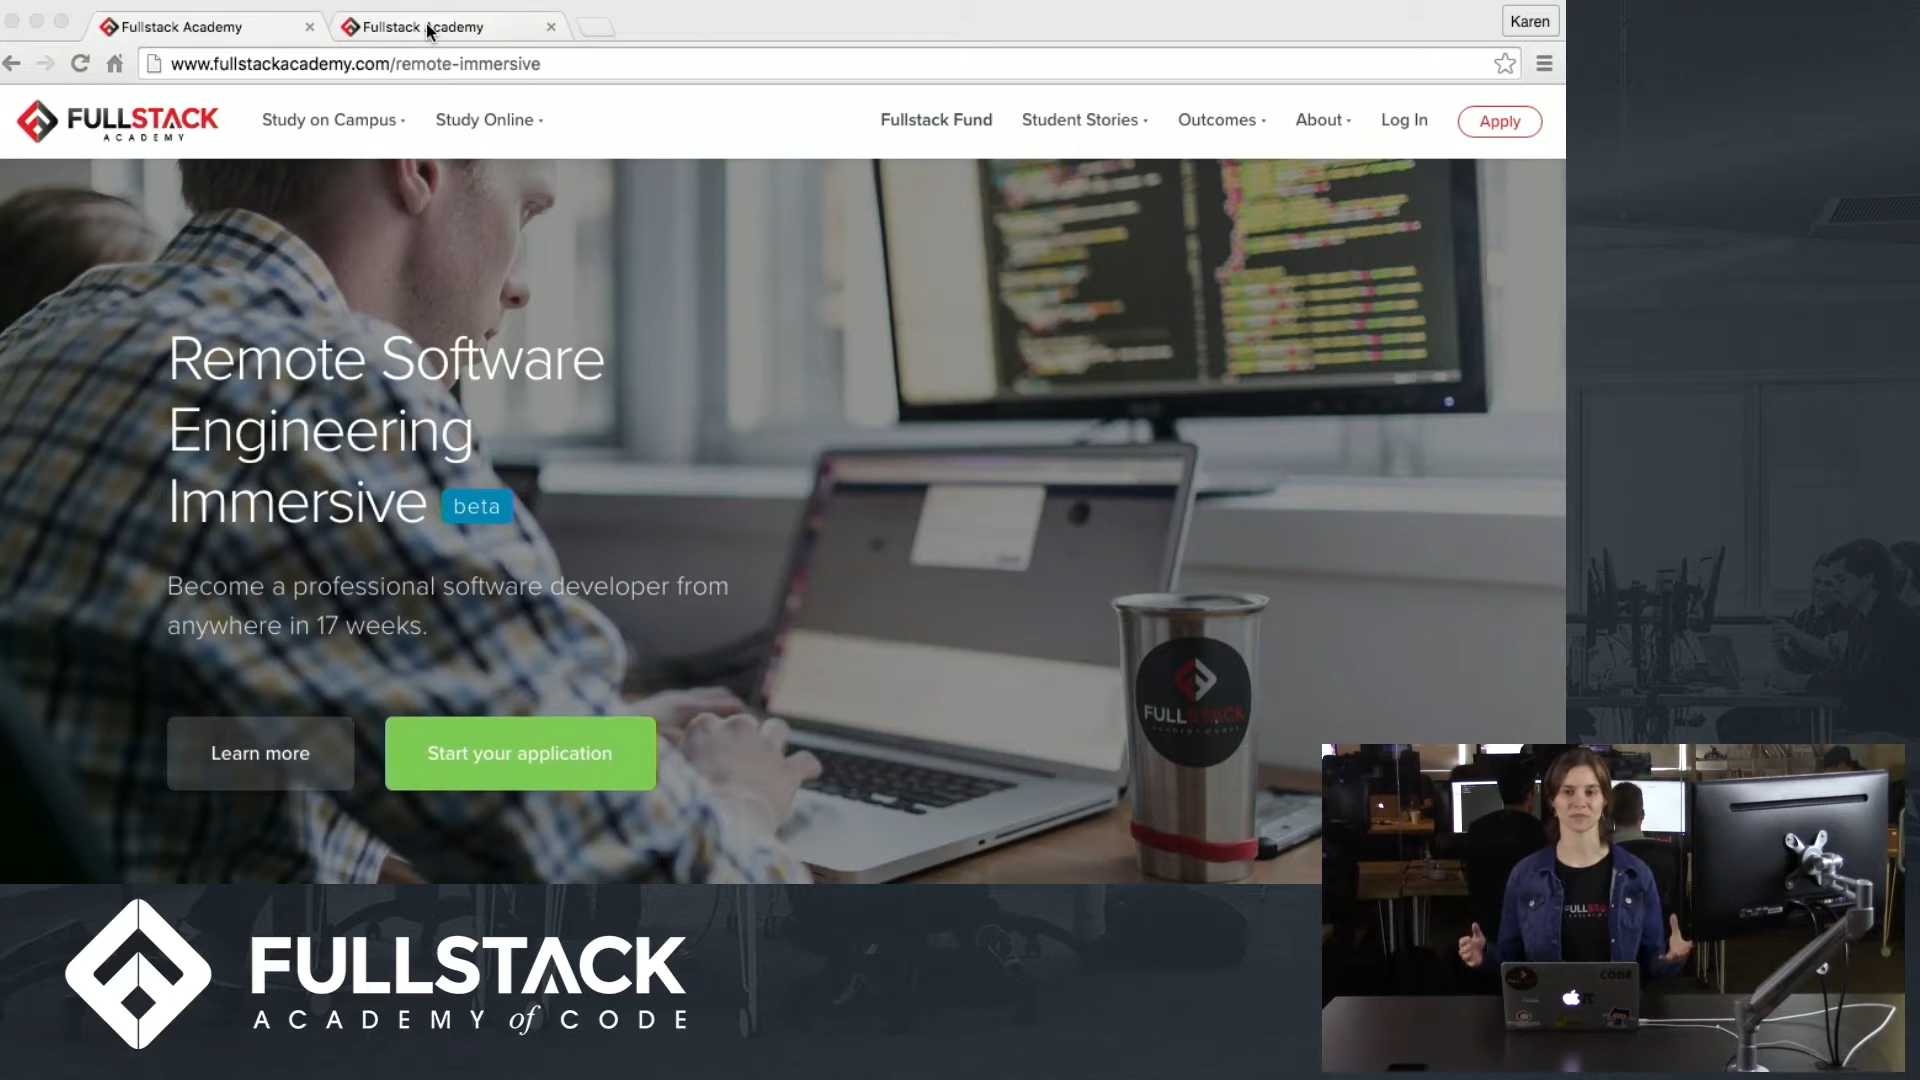 Fullstack Academy
Fullstack Academy
Karen
www.fullstackacademy.com/remote-immersive
FULLSTACK
ACADEMY
Study on Campus
Study Online
Fullstack Fund
Student Stories
Outcomes
About
Log In
Apply
Remote Software
Engineering
Immersive beta
Become a professional software developer from
anywhere in 17 weeks.
Learn more
Start your application
FULLSTACK
FULLSTACK
ACADEMY of CODE
CODE